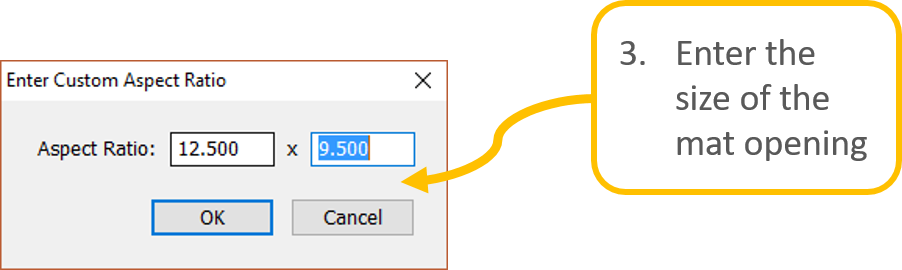 Enter Custom Aspect Ratio
Aspect Ratio: 12.500 x 9.500
OK Cancel
3. Enter the
size of the
mat opening